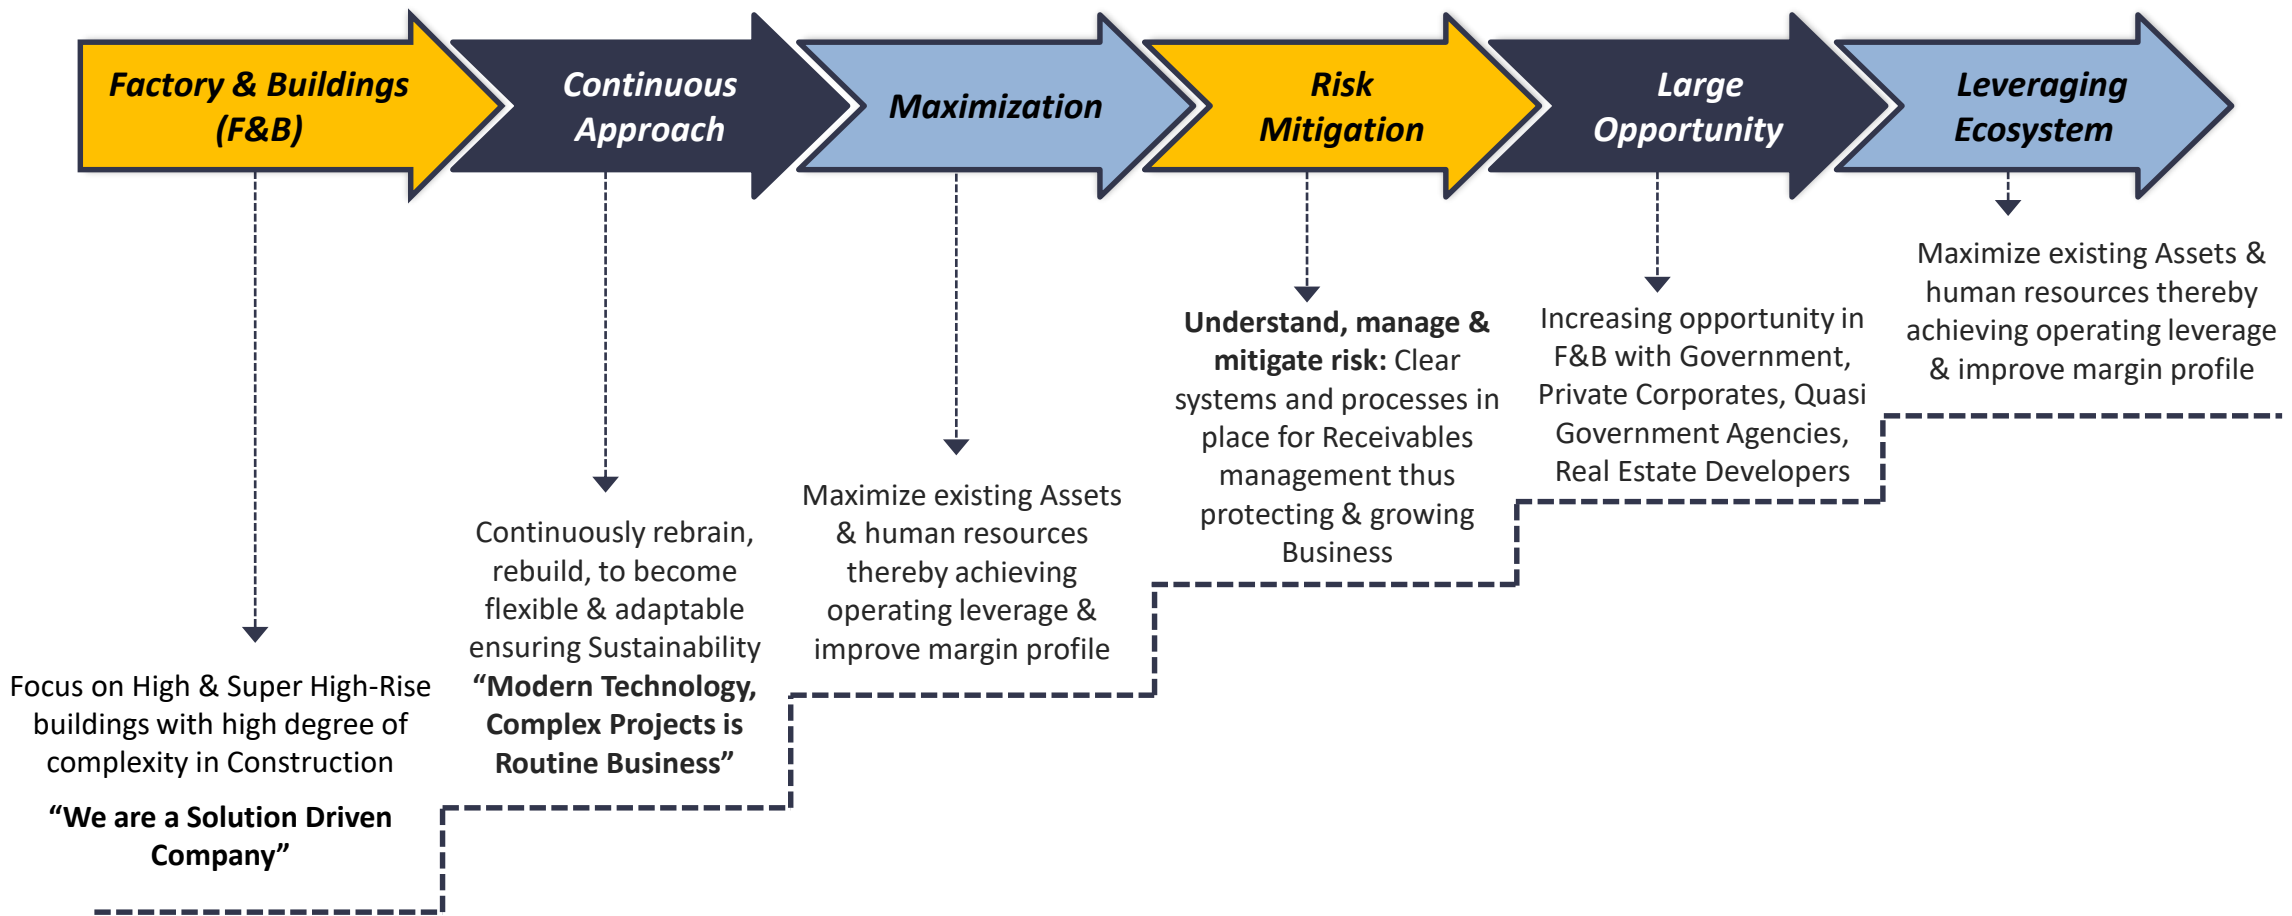 Factory & Buildings
(F&B)
Continuous
Approach
Maximization
Risk
Mitigation
Large
Opportunity
Leveraging
Ecosystem
Focus on High & Super High-Rise
buildings with high degree of
complexity in Construction
“We are a Solution Driven
Company”
Continuously rebrain,
rebuild, to become
flexible & adaptable
ensuring Sustainability
“Modern Technology,
Complex Projects is
Routine Business”
Maximize existing Assets
& human resources
thereby achieving
operating leverage &
improve margin profile
Understand, manage &
mitigate risk: Clear
systems and processes in
place for Receivables
management thus
protecting & growing
Business
Increasing opportunity in
F&B with Government,
Private Corporates, Quasi
Government Agencies,
Real Estate Developers
Maximize existing Assets &
human resources thereby
achieving operating leverage
& improve margin profile